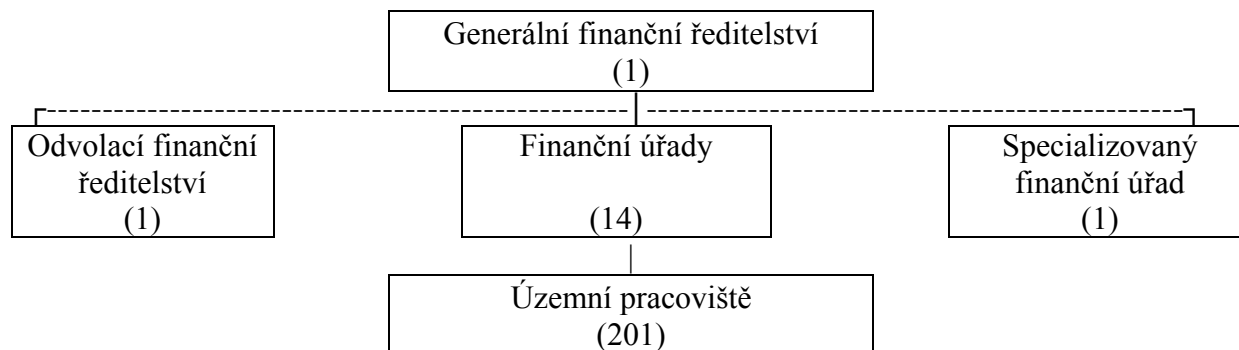 Generální finanční ředitelství
(1)
Odvolací finanční
ředitelství
(1)
Finanční úřady
(14)
Specializovaný
finanční úřad
(1)
Územní pracoviště
(201)